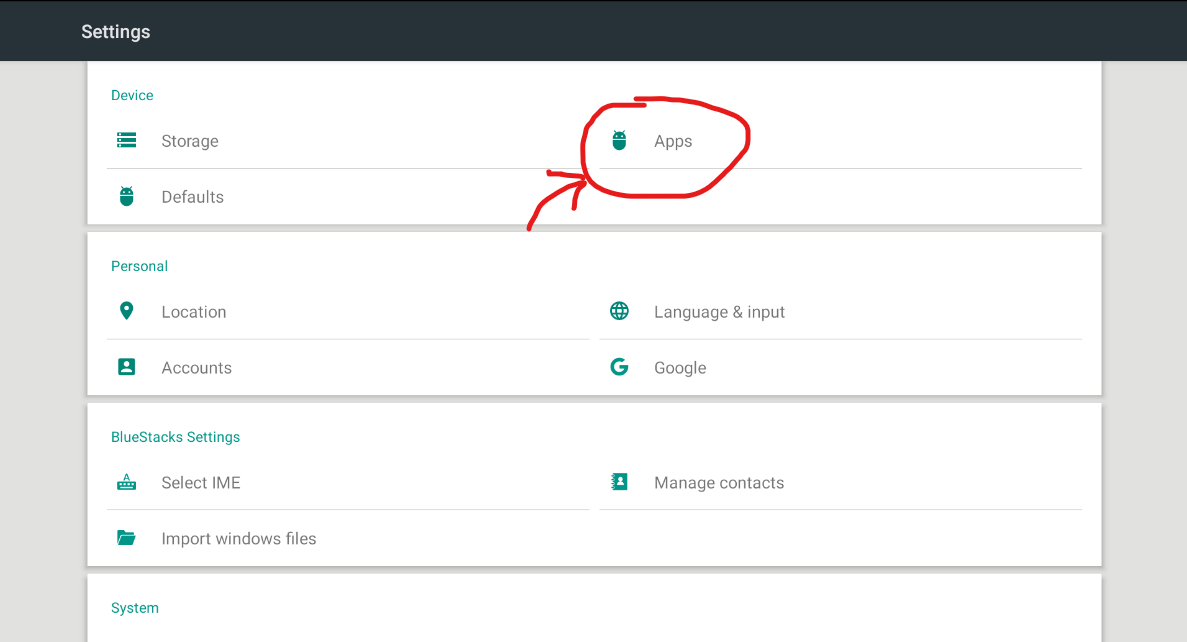 Settings
Device
Storage
Apps
Defaults
Personal
Location
Language & input
Accounts
Google
BlueStacks Settings
Select IME
Manage contacts
Import windows files
System